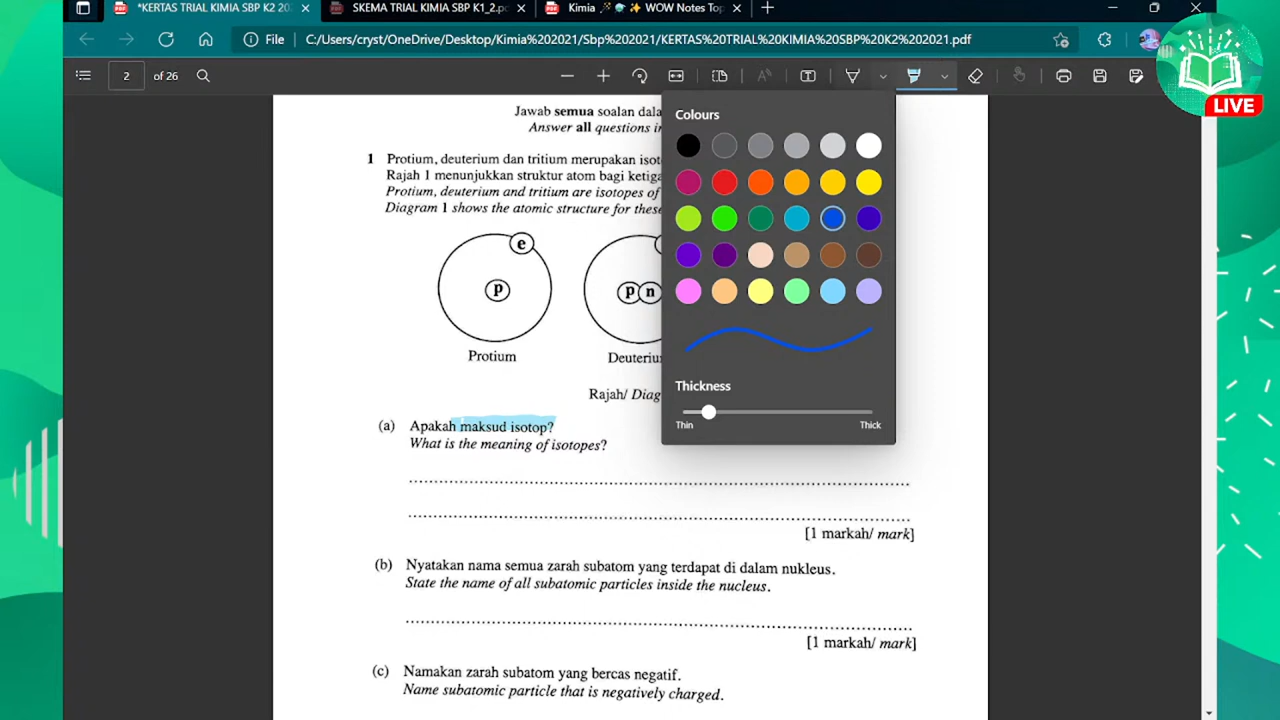 *KERTAS TRIAL KIMIA SBP K2 202
SKEMA TRIAL KIMIA SBP K1_2.p
Kimia 🪄🐢✨ WOW Notes Top
File C:/Users/cryst/OneDrive/Desktop/Kimia%202021/Sbp%202021/KERTAS%20TRIAL%20KIMIA%20SBP%20K2%202021.pdf
LIVE
2 of 26
Colours
Thickness
Thin Thick
Jawab semua soalan dala
Answer all questions in
1 Protium, deuterium dan tritium merupakan isot
Rajah 1 menunjukkan struktur atom bagi ketiga
Protium, deuterium and tritium are isotopes of
Diagram 1 shows the atomic structure for these
e
p
p n
Protium Deuteriu
Rajah/ Diag
(a) Apakah maksud isotop?
What is the meaning of isotopes?
[1 markah/ mark]
(b) Nyatakan nama semua zarah subatom yang terdapat di dalam nukleus.
State the name of all subatomic particles inside the nucleus.
[1 markah/ mark]
(c) Namakan zarah subatom yang bercas negatif.
Name subatomic particle that is negatively charged.